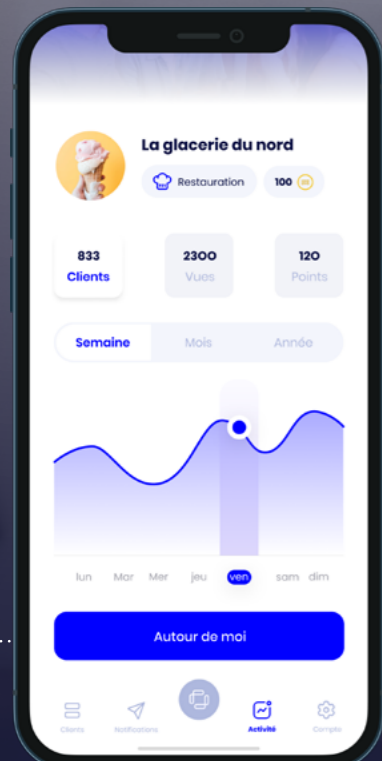 La glacerie du nord
Restauration
100
833
Clients
2300
Vues
120
Points
Semaine Mois Année
lun Mar Mer jeu ven sam dim
Autour de moi
Clients Notifications Activité Compte